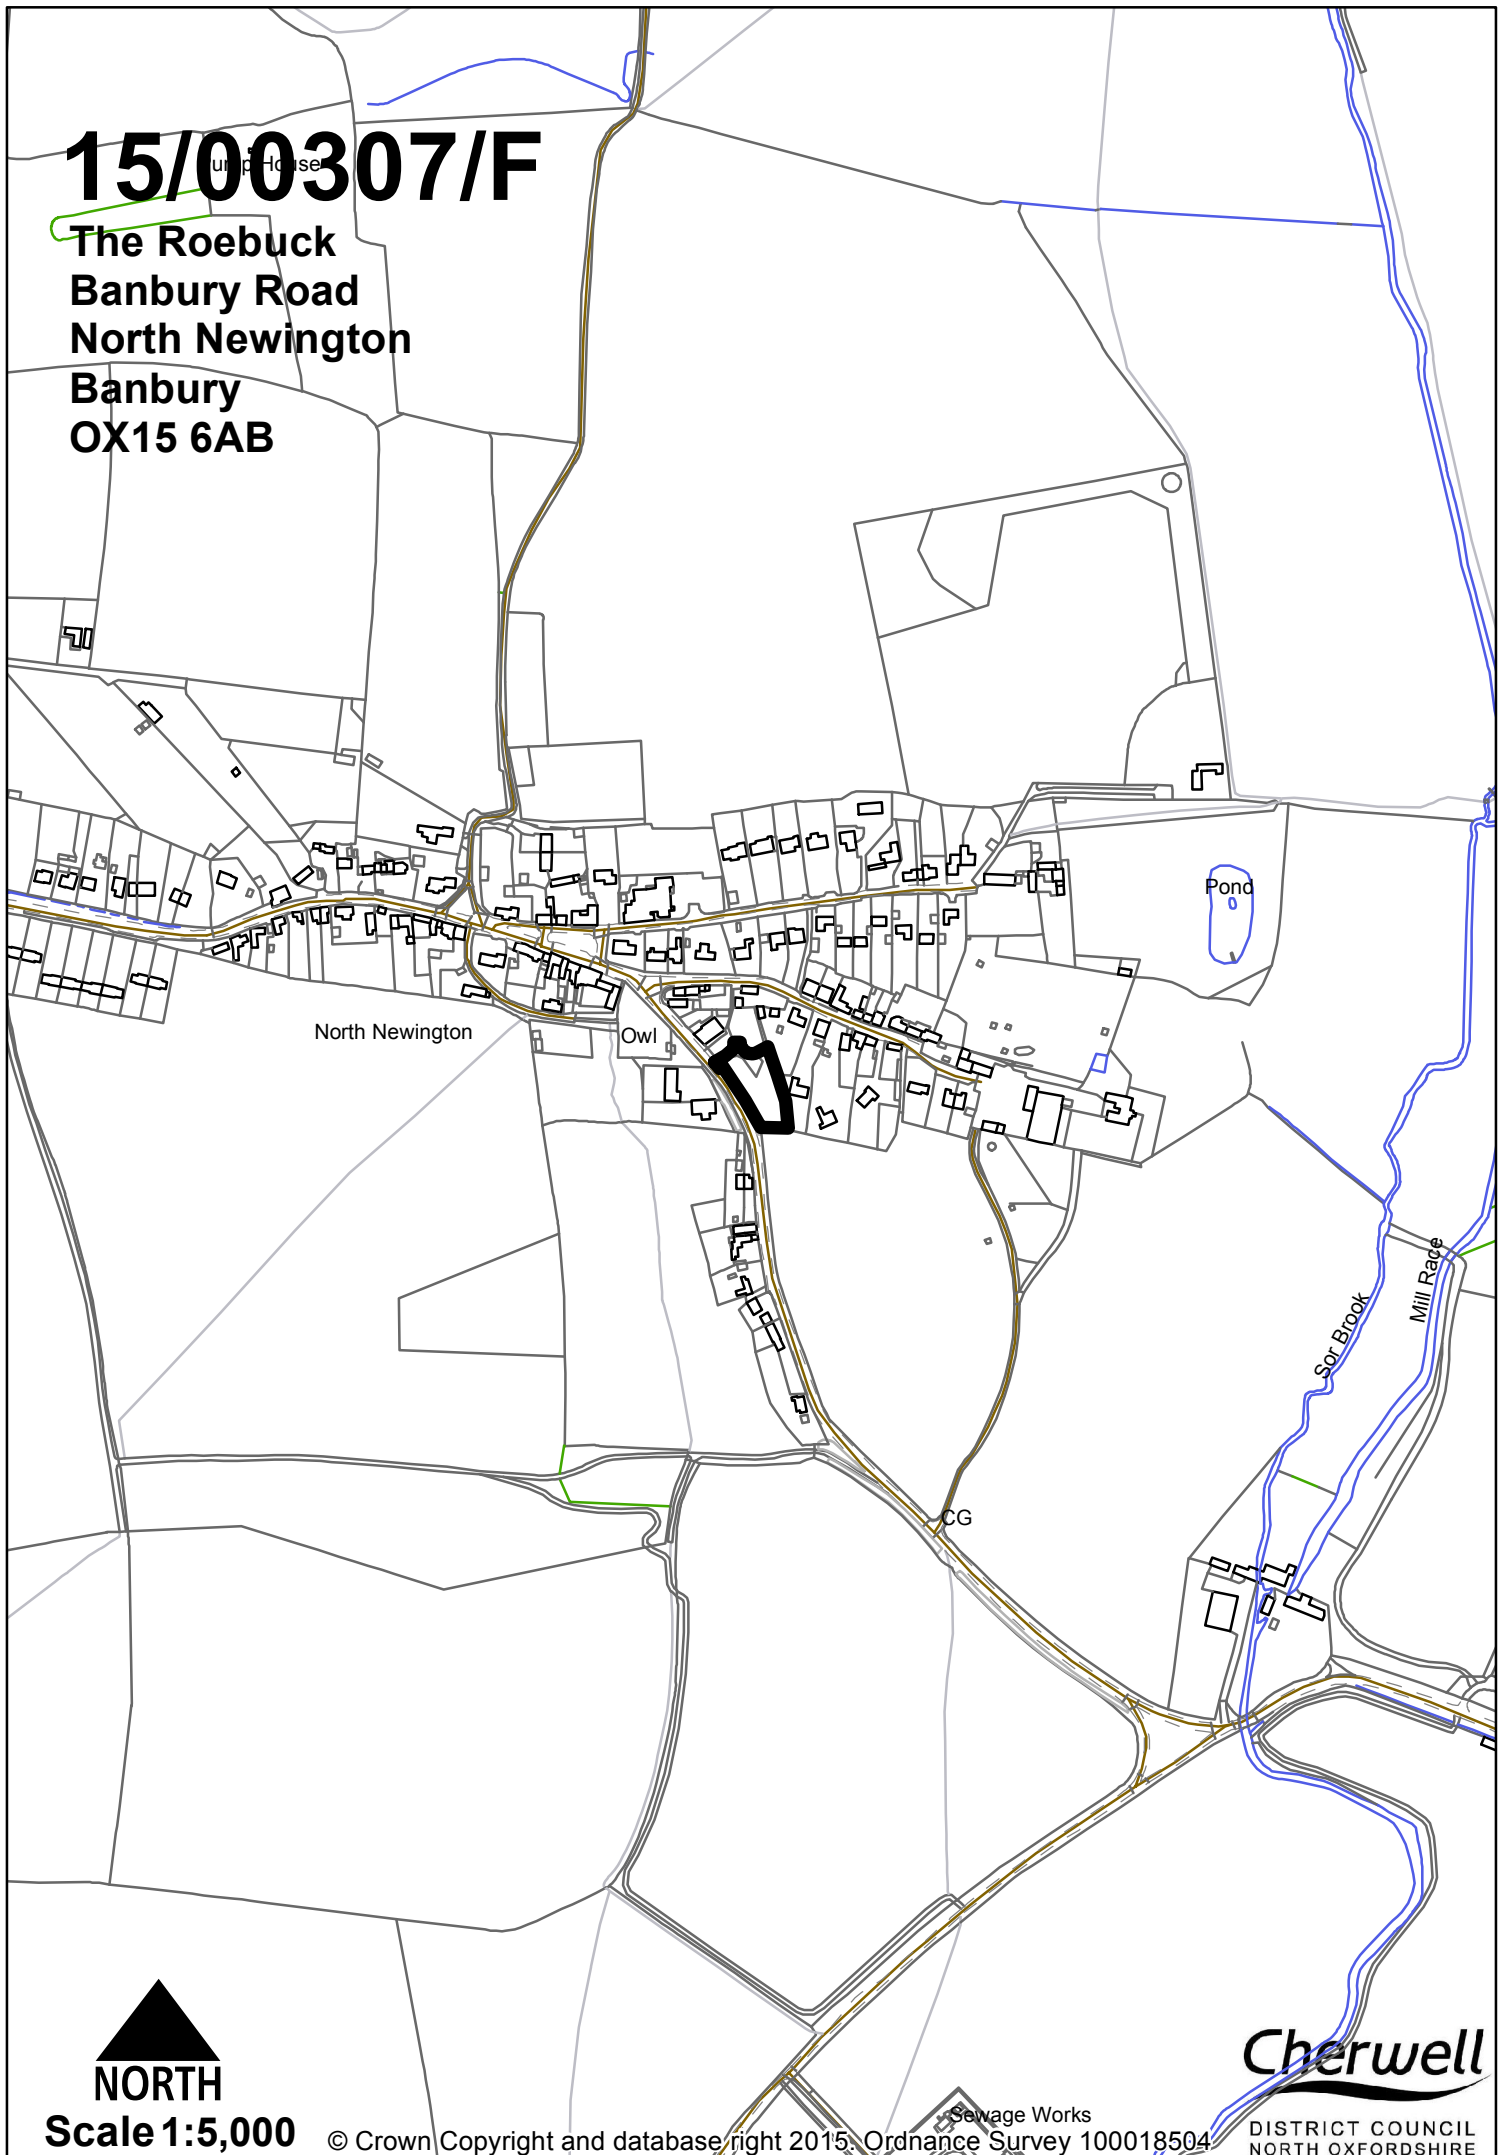 15/00307/F
The Roebuck
Banbury Road
North Newington
Banbury
OX15 6AB
Pond
North Newington
Owl
Mill Race
Sor Brook
CG
NORTH
Scale 1:5,000
Sewage Works
© Crown Copyright and database right 2015. Ordnance Survey 100018504
Cherwell
DISTRICT COUNCIL
NORTH OXFORDSHIRE